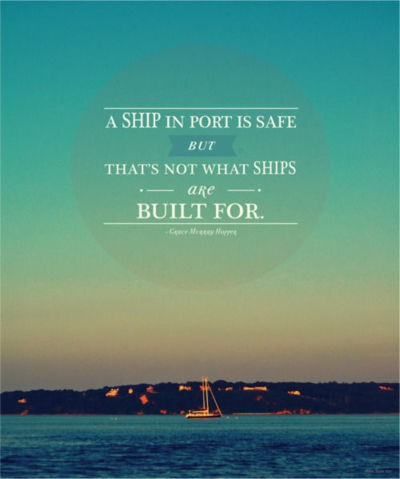 A SHIP IN PORT IS SAFE
BUT
THAT'S NOT WHAT SHIPS
are
BUILT FOR.
- Grace Murray Hopper